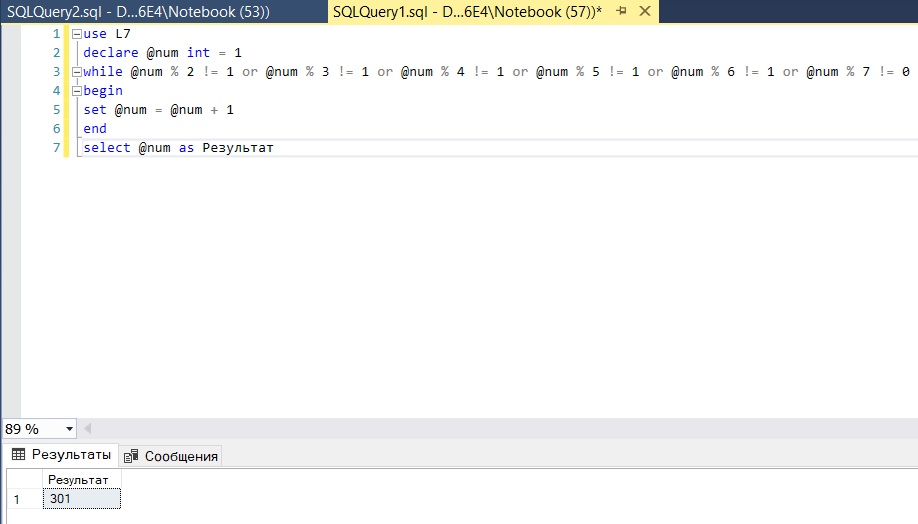 SQLQuery2.sql - D...6E4\Notebook (53))
SQLQuery1.sql - D...6E4\Notebook (57))*
1 use L7
2 declare @num int = 1
3 while @num % 2 != 1 or @num % 3 != 1 or @num % 4 != 1 or @num % 5 != 1 or @num % 6 != 1 or @num % 7 != 0
4 begin
5 set @num = @num + 1
6 end
7 select @num as Результат
89 %
Результаты
Сообщения
Результат
1 301